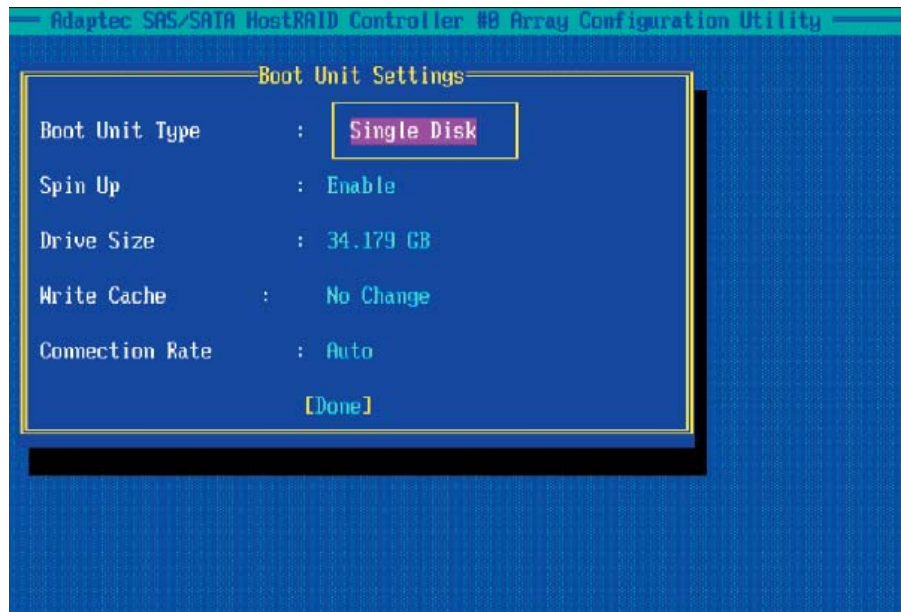 Adaptec SAS/SATA HostRAID Controller #0 Array Configuration Utility
Boot Unit Settings
Boot Unit Type : Single Disk
Spin Up : Enable
Drive Size : 34.179 GB
Write Cache : No Change
Connection Rate : Auto
[Done]